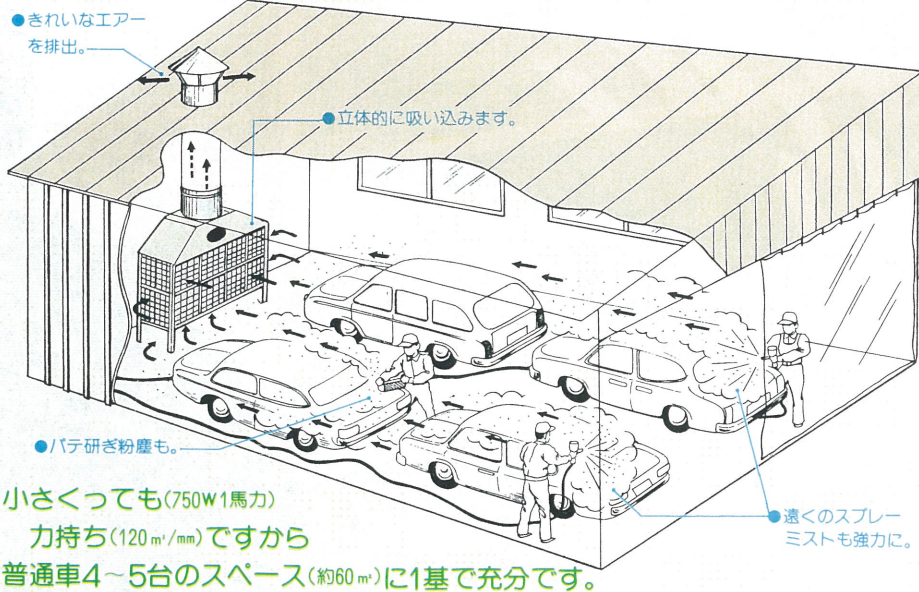 ●きれいなエアー
を排出。
●立体的に吸い込みます。
●パテ研ぎ粉塵も。
●遠くのスプレー
ミストも強力に。
小さくっても(750W1馬力)
力持ち(120㎥/mm)ですから
普通車4〜5台のスペース(約60㎡)に1基で充分です。